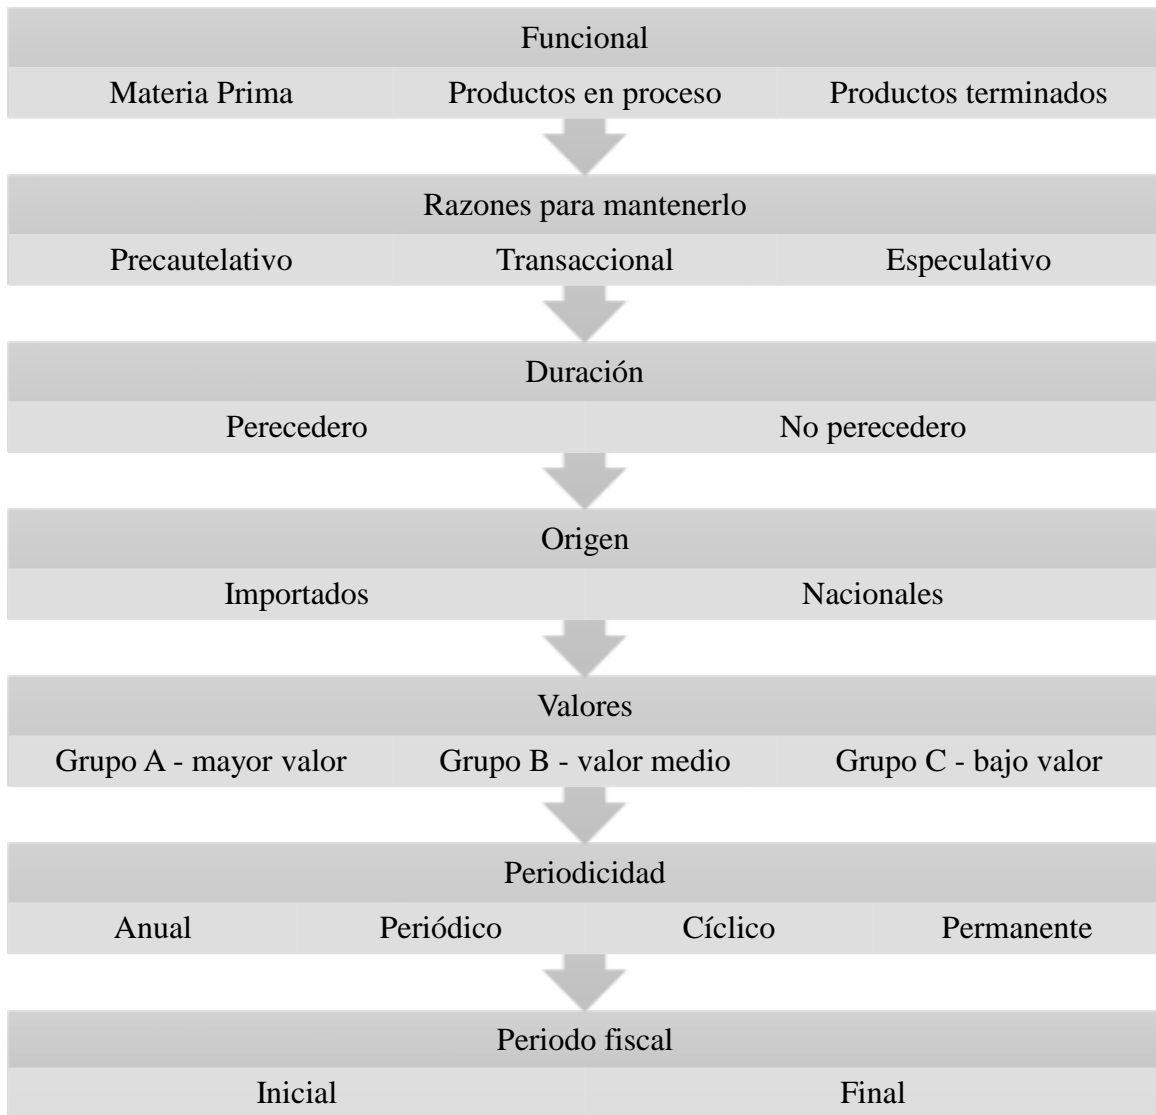 Funcional
Materia Prima Productos en proceso Productos terminados
Razones para mantenerlo
Precautelativo Transaccional Especulativo
Duración
Perecedero No perecedero
Origen
Importados Nacionales
Valores
Grupo A - mayor valor Grupo B - valor medio Grupo C - bajo valor
Periodicidad
Anual Periódico Cíclico Permanente
Periodo fiscal
Inicial Final